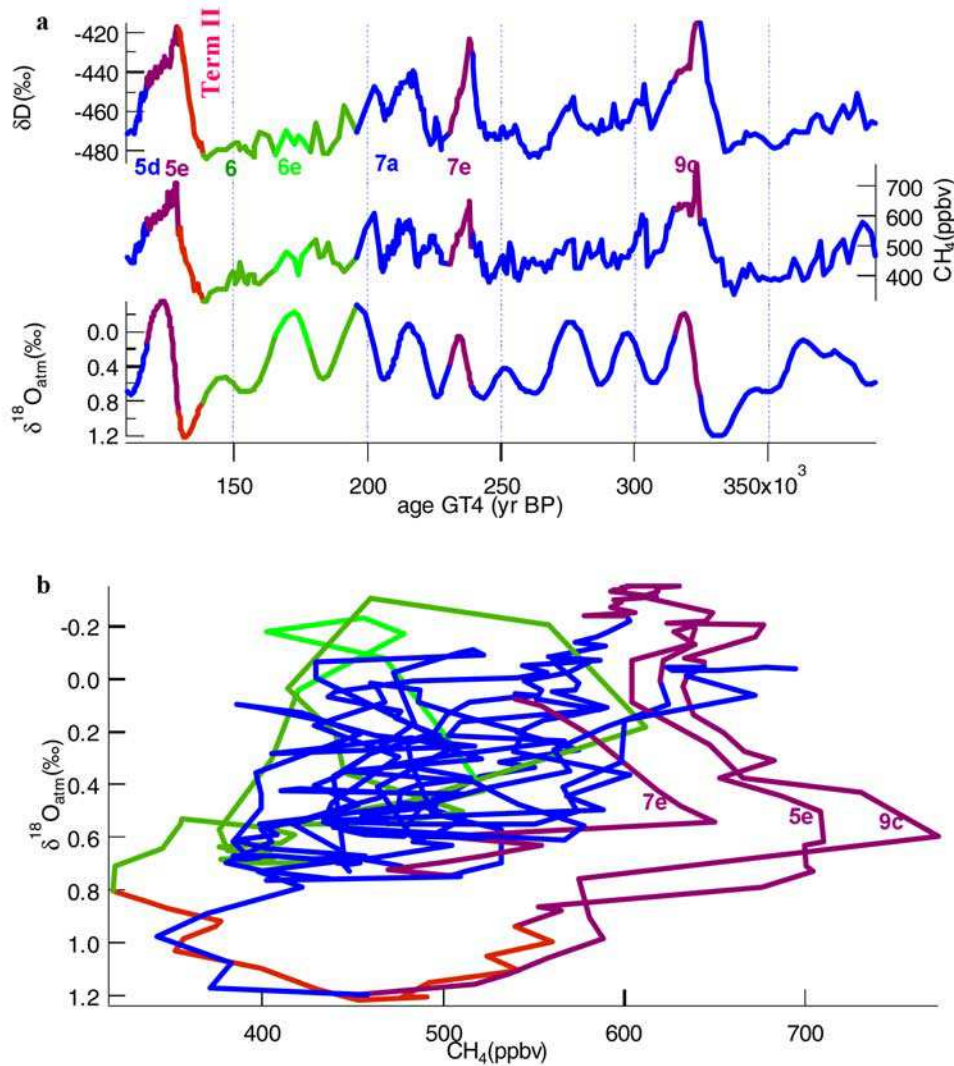 a
Term II
-420
-440
-460
-480
δD(‰)
5d 5e 6 6e 7a 7e 9c
700
600
500
400
CH₄(ppbv)
0.0
0.4
0.8
1.2
δ¹⁸Oatm(‰)
150 200 250 300 350x10³
age GT4 (yr BP)
b
-0.2
0.0
0.2
0.4
0.6
0.8
1.0
1.2
δ¹⁸Oatm(‰)
7e 5e 9c
400 500 600 700
CH₄(ppbv)